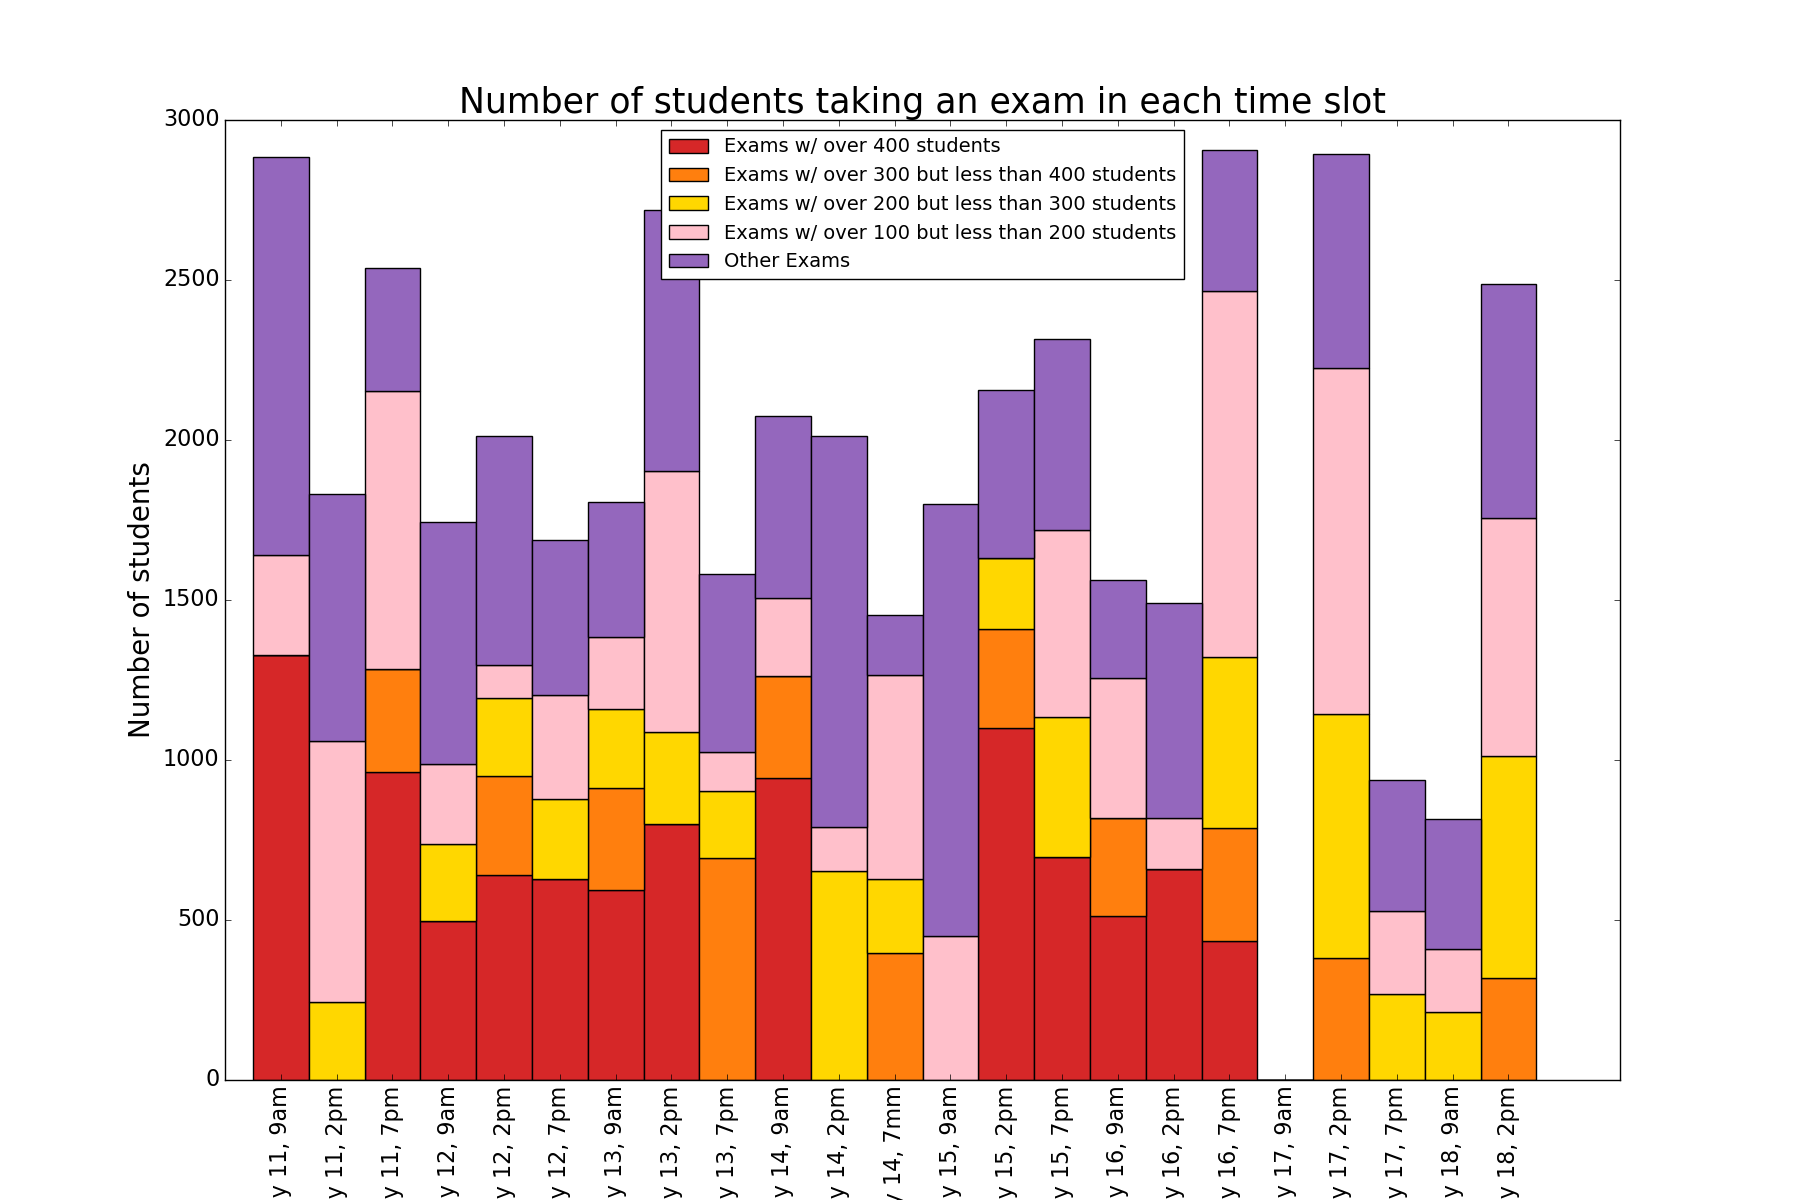 Number of students taking an exam in each time slot
Exams w/ over 400 students
Exams w/ over 300 but less than 400 students
Exams w/ over 200 but less than 300 students
Exams w/ over 100 but less than 200 students
Other Exams
Number of students
3000
2500
2000
1500
1000
500
0
y 11, 9am
y 11, 2pm
y 11, 7pm
y 12, 9am
y 12, 2pm
y 12, 7pm
y 13, 9am
y 13, 2pm
y 13, 7pm
y 14, 9am
y 14, 2pm
y 14, 7mm
y 15, 9am
y 15, 2pm
y 15, 7pm
y 16, 9am
y 16, 2pm
y 16, 7pm
y 17, 9am
y 17, 2pm
y 17, 7pm
y 18, 9am
y 18, 2pm